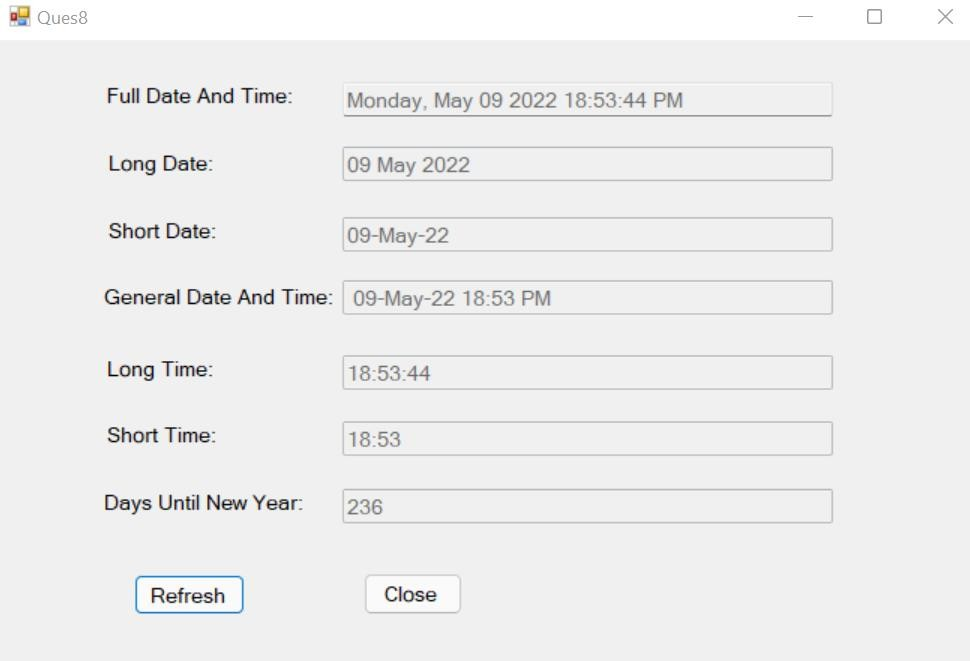 Ques8
Full Date And Time: Monday, May 09 2022 18:53:44 PM
Long Date: 09 May 2022
Short Date: 09-May-22
General Date And Time: 09-May-22 18:53 PM
Long Time: 18:53:44
Short Time: 18:53
Days Until New Year: 236
Refresh Close